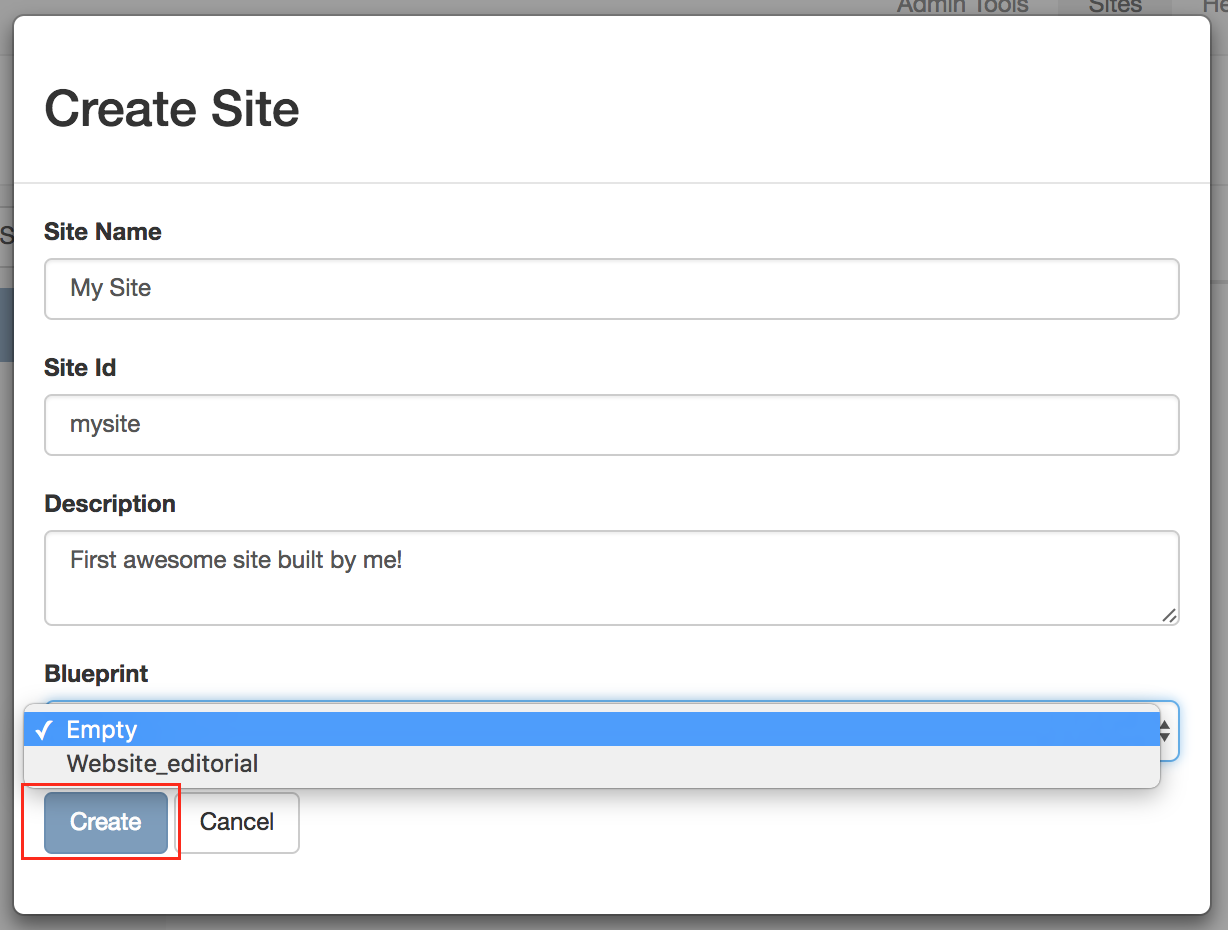 Admin Tools Sites He
Create Site
S
Site Name
My Site
Site Id
mysite
Description
First awesome site built by me!
Blueprint
✓ Empty
Website_editorial
Create Cancel